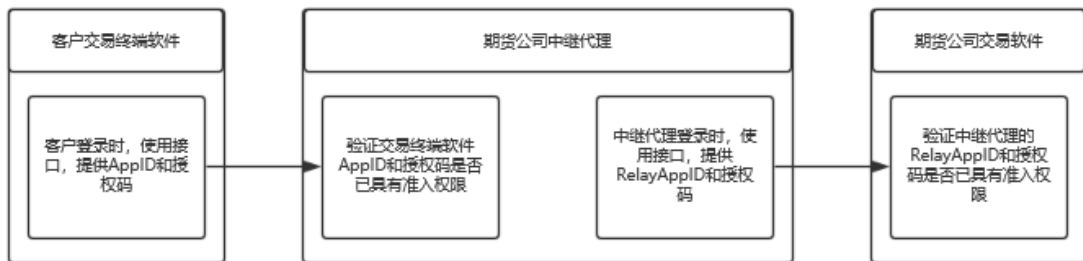 客户交易终端软件
期货公司中继代理
期货公司交易软件
客户登录时，使用接
口，提供AppID和授
权码
验证交易终端软件
AppID和授权码是否
已具有准入权限
中继代理登录时，使
用接口，提供
RelayAppID和授权
码
验证中继代理的
RelayAppID和授权
码是否已具有准入权
限